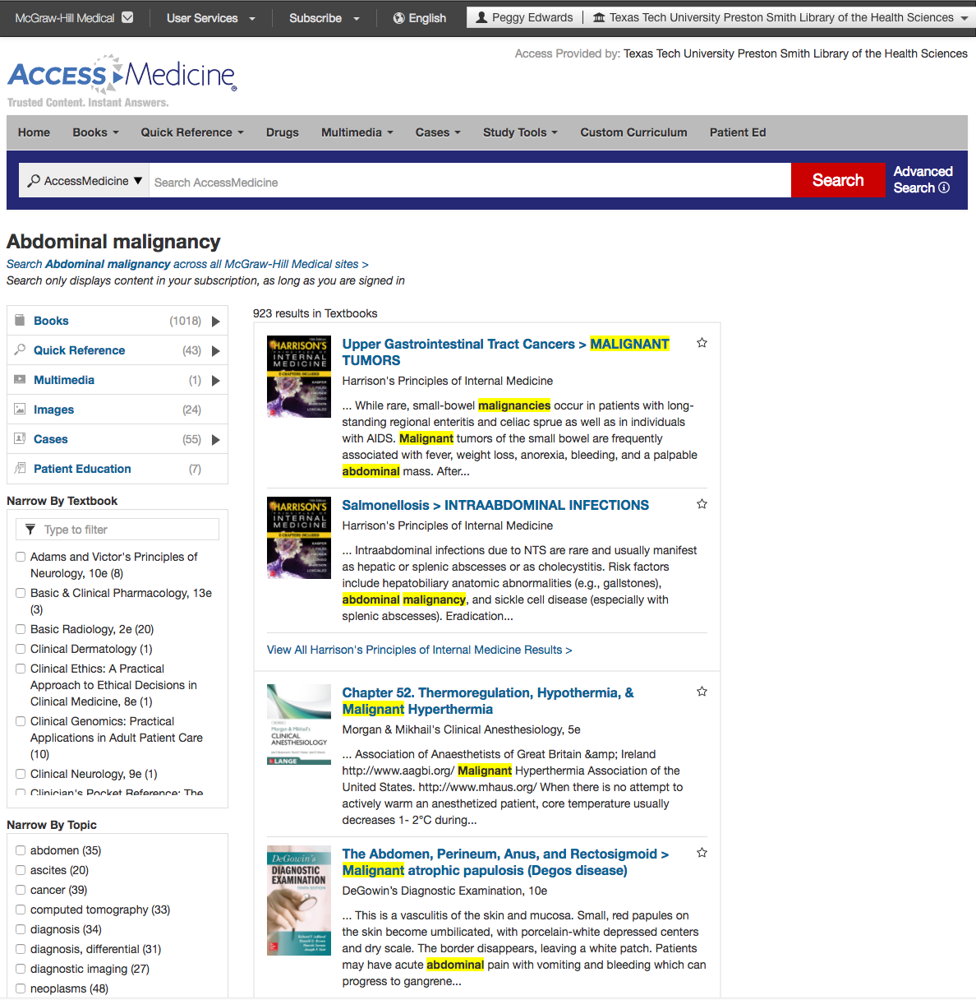 McGraw-Hill Medical
User Services
Subscribe
English
Peggy Edwards
Texas Tech University Preston Smith Library of the Health Sciences
Access Provided by: Texas Tech University Preston Smith Library of the Health Sciences
ACCESS Medicine
Trusted Content. Instant Answers.
Home Books Quick Reference Drugs Multimedia Cases Study Tools Custom Curriculum Patient Ed
AccessMedicine
Search AccessMedicine
Search
Advanced
Search
Abdominal malignancy
Search Abdominal malignancy across all McGraw-Hill Medical sites >
Search only displays content in your subscription, as long as you are signed in
Books (1018)
Quick Reference (43)
Multimedia (1)
Images (24)
Cases (55)
Patient Education (7)
Narrow By Textbook
Type to filter
Adams and Victor's Principles of
Neurology, 10e (8)
Basic & Clinical Pharmacology, 13e
(3)
Basic Radiology, 2e (20)
Clinical Dermatology (1)
Clinical Ethics: A Practical
Approach to Ethical Decisions in
Clinical Medicine, 8e (1)
Clinical Genomics: Practical
Applications in Adult Patient Care
(10)
Clinical Neurology, 9e (1)
Clinician's Pocket Reference: The
Narrow By Topic
abdomen (35)
ascites (20)
cancer (39)
computed tomography (33)
diagnosis (34)
diagnosis, differential (31)
diagnostic imaging (27)
neoplasms (48)
923 results in Textbooks
HARRISON'S
PRINCIPLES OF
INTERNAL
MEDICINE
Upper Gastrointestinal Tract Cancers > MALIGNANT
TUMORS
Harrison's Principles of Internal Medicine
... While rare, small-bowel malignancies occur in patients with long-
standing regional enteritis and celiac sprue as well as in individuals
with AIDS. Malignant tumors of the small bowel are frequently
associated with fever, weight loss, anorexia, bleeding, and a palpable
abdominal mass. After...
HARRISON'S
PRINCIPLES OF
INTERNAL
MEDICINE
Salmonellosis > INTRAABDOMINAL INFECTIONS
Harrison's Principles of Internal Medicine
... Intraabdominal infections due to NTS are rare and usually manifest
as hepatic or splenic abscesses or as cholecystitis. Risk factors
include hepatobiliary anatomic abnormalities (e.g., gallstones),
abdominal malignancy, and sickle cell disease (especially with
splenic abscesses). Eradication...
View All Harrison's Principles of Internal Medicine Results >
Morgan & Mikhail's
CLINICAL
ANESTHESIOLOGY
LANGE
Chapter 52. Thermoregulation, Hypothermia, &
Malignant Hyperthermia
Morgan & Mikhail's Clinical Anesthesiology, 5e
... Association of Anaesthetists of Great Britain &amp; Ireland
http://www.aagbi.org/ Malignant Hyperthermia Association of the
United States. http://www.mhaus.org/ When there is no attempt to
actively warm an anesthetized patient, core temperature usually
decreases 1- 2°C during...
DeGowin's
DIAGNOSTIC
EXAMINATION
The Abdomen, Perineum, Anus, and Rectosigmoid >
Malignant atrophic papulosis (Degos disease)
DeGowin's Diagnostic Examination, 10e
... This is a vasculitis of the skin and mucosa. Small, red papules on
the skin become umbilicated, with porcelain-white depressed centers
and dry scale. The border disappears, leaving a white patch. Patients
may have acute abdominal pain with vomiting and bleeding which can
progress to gangrene...